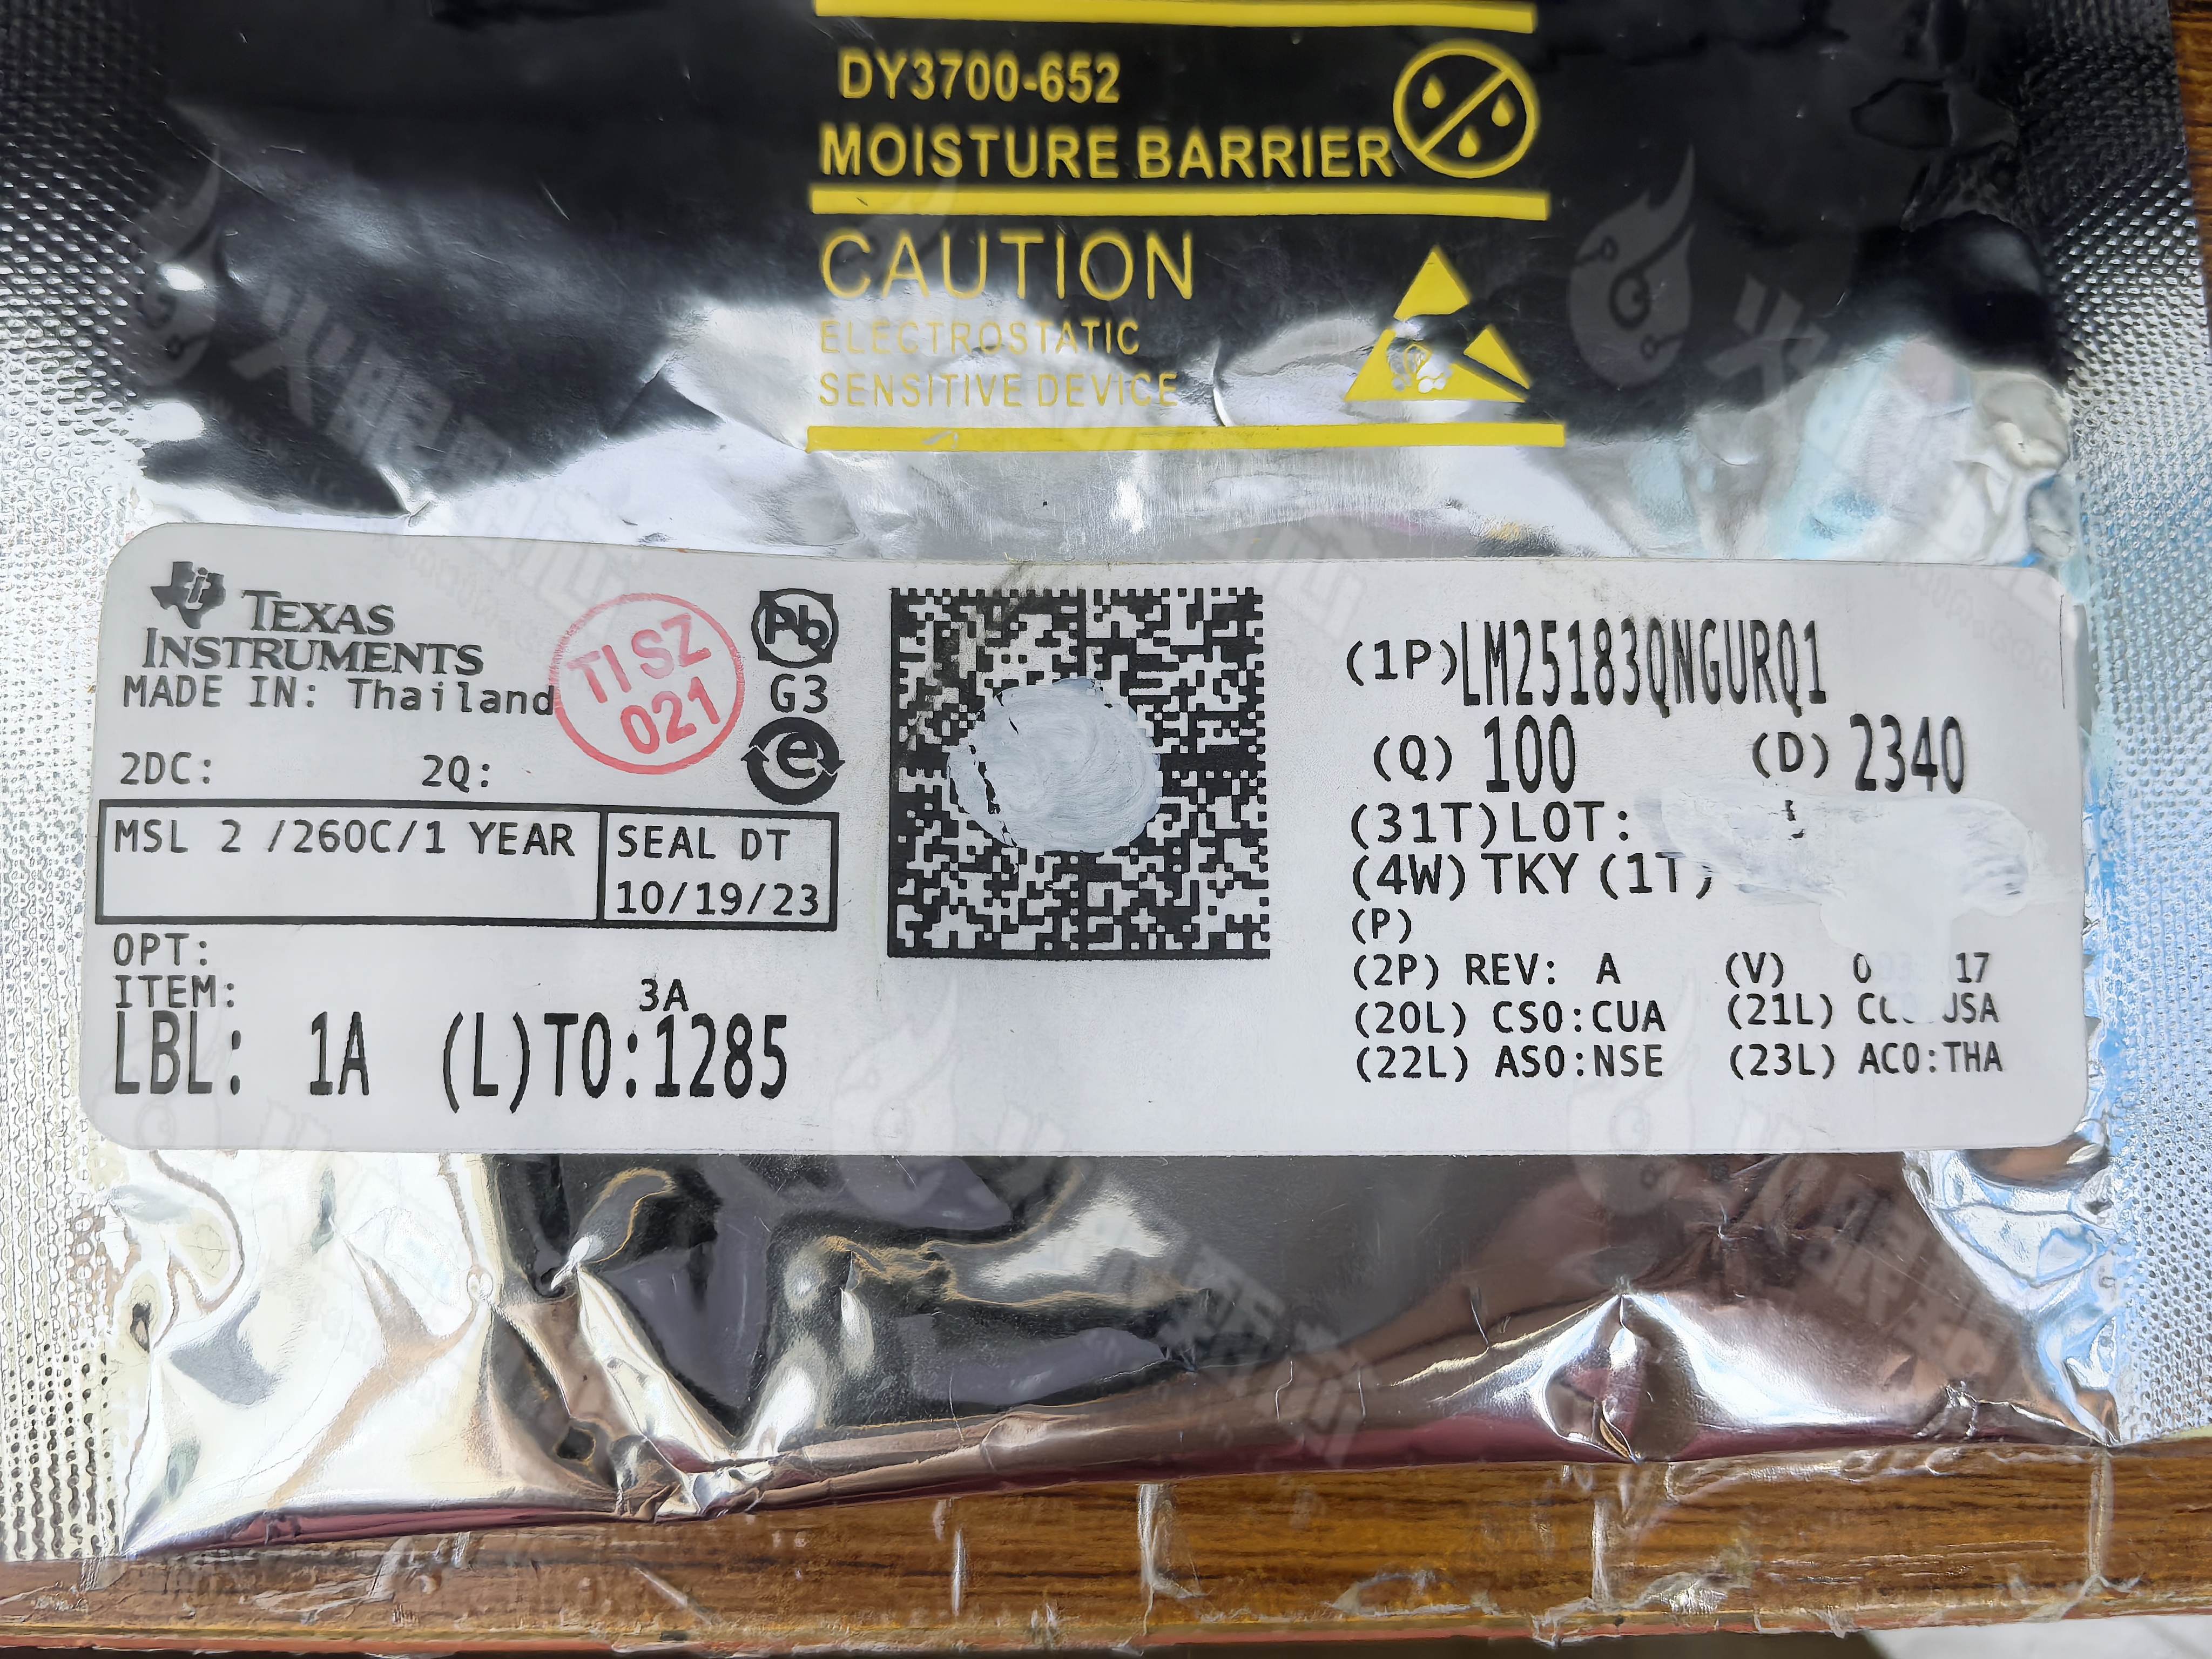 DY3700-652
MOISTURE BARRIER
CAUTION
ELECTROSTATIC
SENSITIVE DEVICE
TEXAS
INSTRUMENTS
MADE IN: Thailand
TI SZ
021
Pb
G3
e
2DC: 2Q:
MSL 2 /260C/1 YEAR
SEAL DT
10/19/23
OPT:
ITEM:
3A
LBL: 1A (L)TO:1285
(1P)LM25183QNGURQ1
(Q) 100 (D) 2340
(31T)LOT:
(4W) TKY (1T)
(P)
(2P) REV: A (V) 17
(20L) CSO:CUA (21L)
(22L) ASO:NSE (23L) ACO:THA